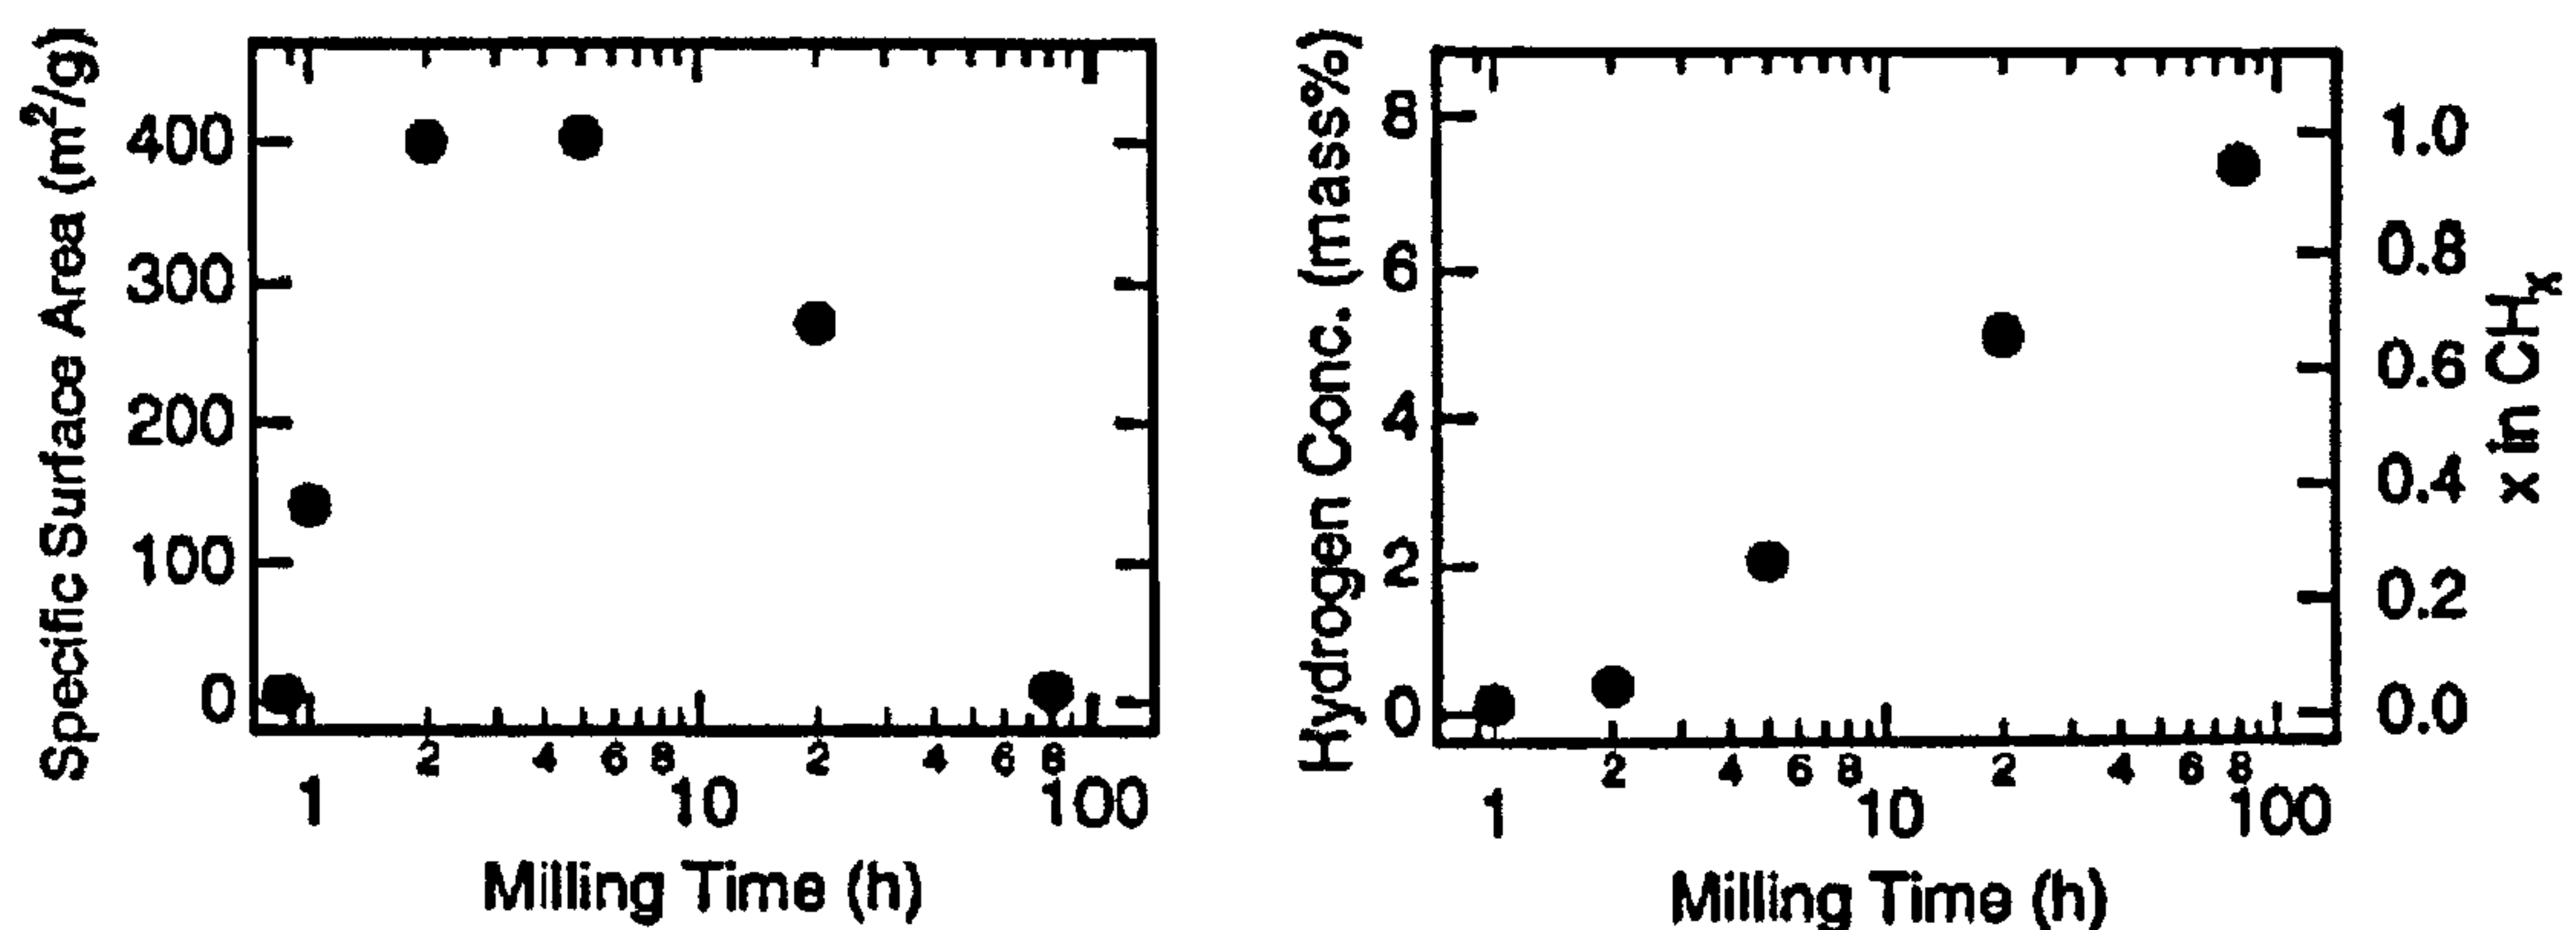 Specific Surface Area (m²/g)
400
300
200
100
0
2 4 6 8 2 4 6 8
1 10 100
Milling Time (h)
Hydrogen Conc. (mass%)
8
6
4
2
0
2 4 6 8 2 4 6 8
1 10 100
Milling Time (h)
1.0
0.8
0.6
0.4
0.2
0.0
x in CHₓ